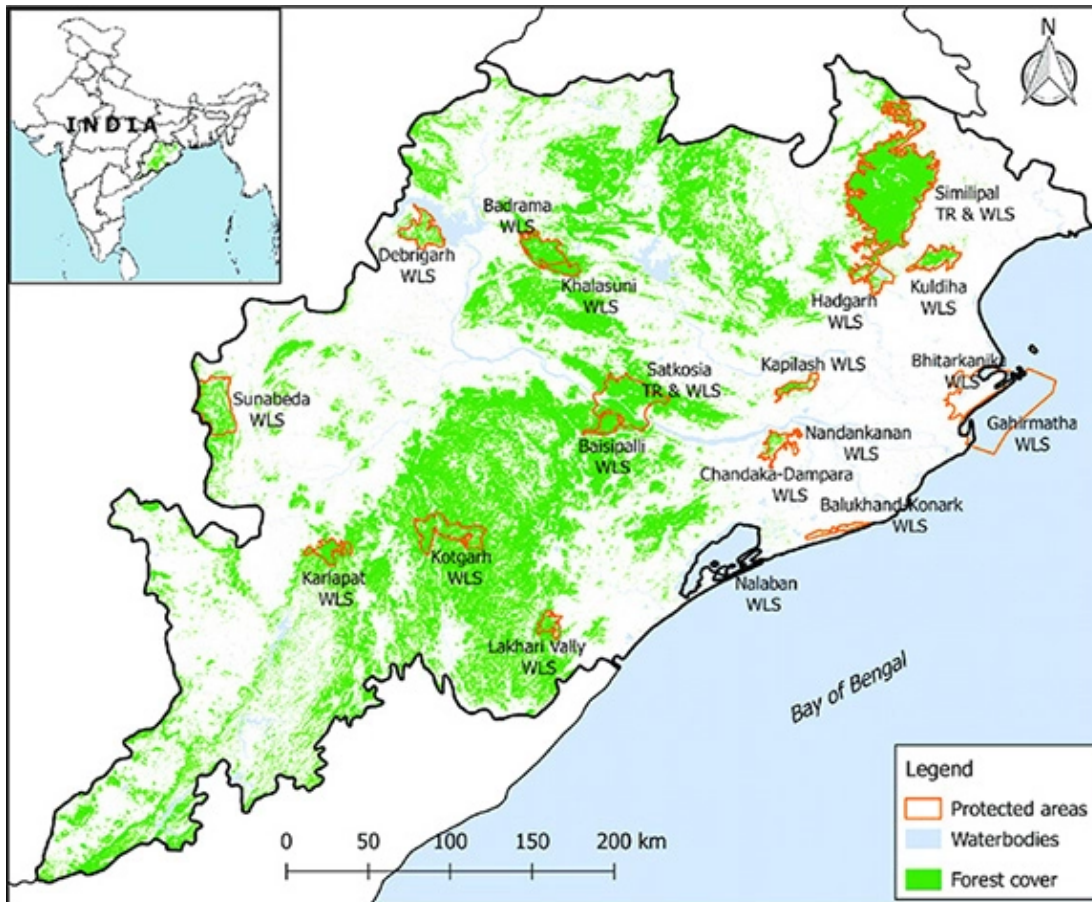 INDIA
N
Similipal
TR & WLS
Badrama
WLS
Debrigarh
WLS
Khalasuni
WLS
Hadgarh
WLS
Kuldiha
WLS
Satkosia
TR & WLS
Kapilash WLS
Bhitarkanika
WLS
Sunabeda
WLS
Gahirmatha
WLS
Baisipalli
WLS
Nandankanan
WLS
Chandaka-Dampara
WLS
Balukhand-Konark
WLS
Karlapat
WLS
Kotgarh
WLS
Nalaban
WLS
Lakhari Vally
WLS
Bay of Bengal
Legend
Protected areas
Waterbodies
Forest cover
0 50 100 150 200 km